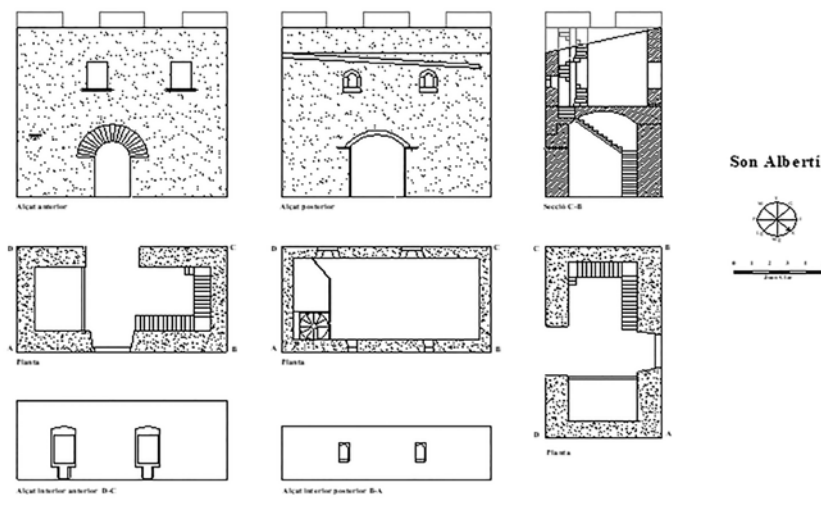 Alçat anterior
Alçat posterior
Secció C-B
Son Albertí
D
C
A
B
Planta
D
C
A
B
Planta
C
B
D
A
Planta
0 1 2 3 4
Alçat interior anterior D-C
Alçat interior posterior B-A